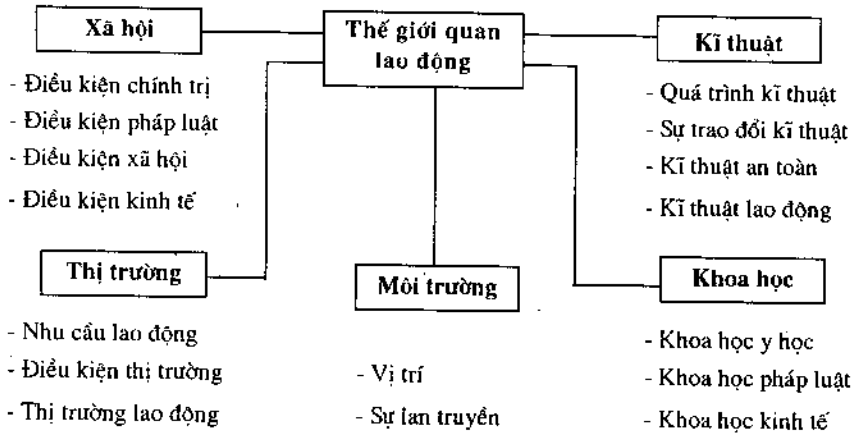 Xã hội
- Điều kiện chính trị
- Điều kiện pháp luật
- Điều kiện xã hội
- Điều kiện kinh tế
Thế giới quan
lao động
Kĩ thuật
- Quá trình kĩ thuật
- Sự trao đổi kĩ thuật
- Kĩ thuật an toàn
- Kĩ thuật lao động
Thị trường
- Nhu cầu lao động
- Điều kiện thị trường
- Thị trường lao động
Môi trường
- Vị trí
- Sự lan truyền
Khoa học
- Khoa học y học
- Khoa học pháp luật
- Khoa học kinh tế